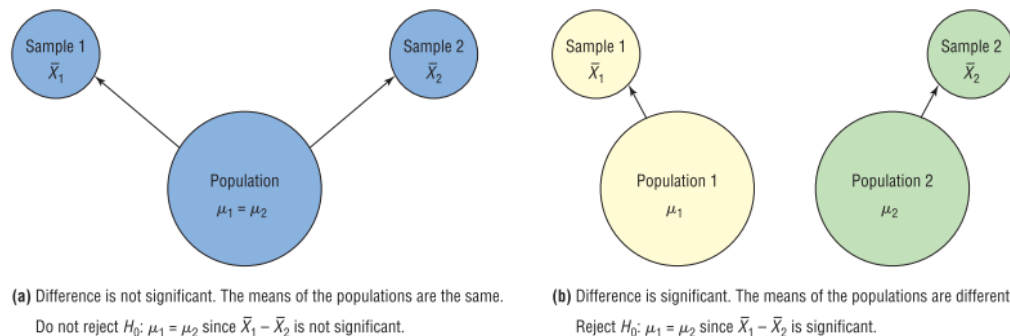 Sample 1
X̄₁
Sample 2
X̄₂
Population
μ₁ = μ₂
(a) Difference is not significant. The means of the populations are the same.
Do not reject H₀: μ₁ = μ₂ since X̄₁ – X̄₂ is not significant.
Sample 1
X̄₁
Sample 2
X̄₂
Population 1
μ₁
Population 2
μ₂
(b) Difference is significant. The means of the populations are different
Reject H₀: μ₁ = μ₂ since X̄₁ – X̄₂ is significant.